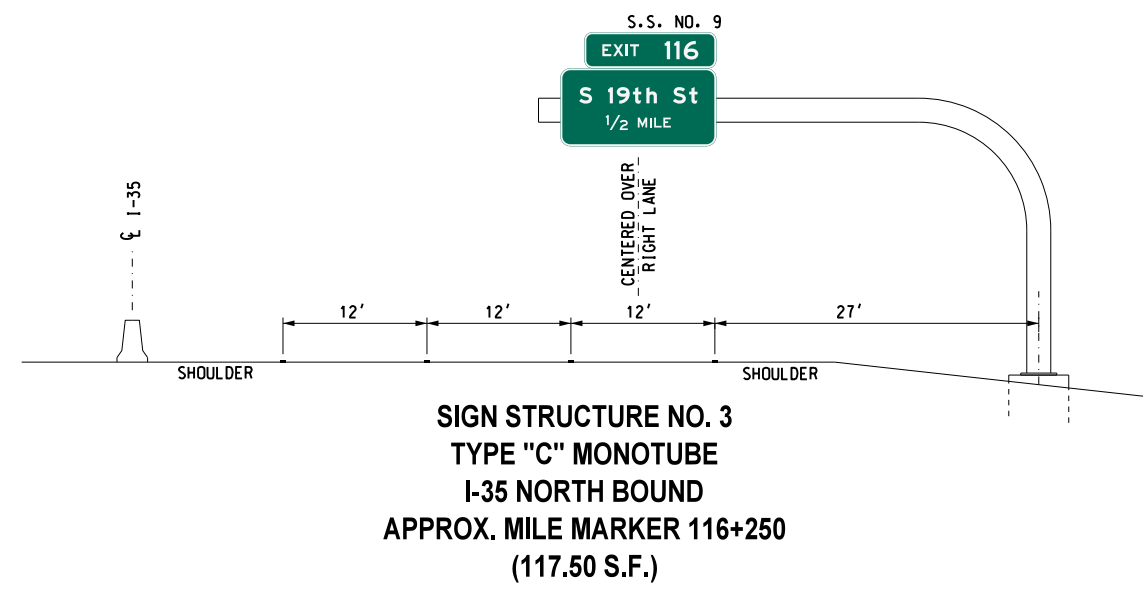 S.S. NO. 9
EXIT 116
S 19th St
1/2 MILE
℄ I-35
CENTERED OVER
RIGHT LANE
12'
12'
12'
27'
SHOULDER
SHOULDER
SIGN STRUCTURE NO. 3
TYPE "C" MONOTUBE
I-35 NORTH BOUND
APPROX. MILE MARKER 116+250
(117.50 S.F.)